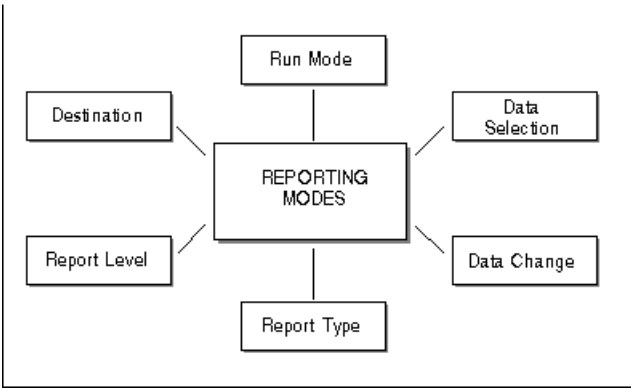 Run Mode
Destination
Data
Selection
REPORTING
MODES
Report Level
Data Change
Report Type